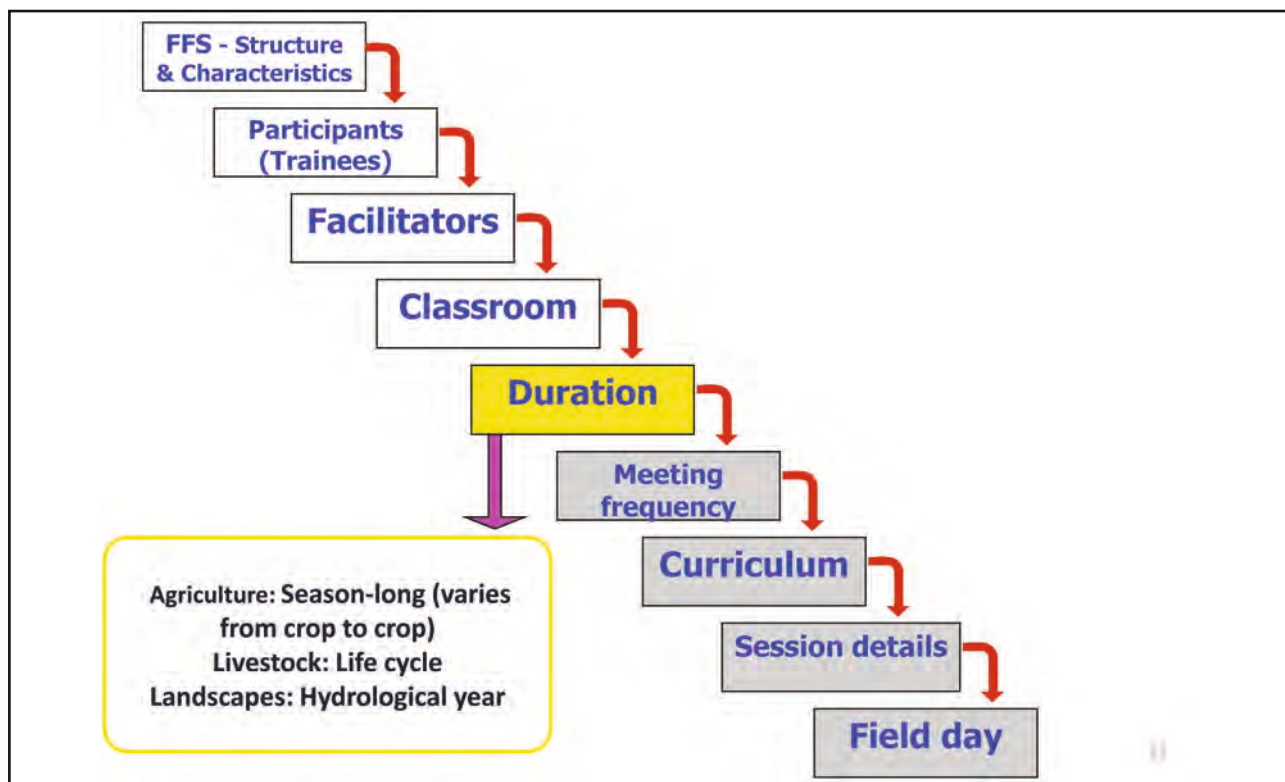 FFS - Structure
& Characteristics
Participants
(Trainees)
Facilitators
Classroom
Duration
Meeting
frequency
Curriculum
Session details
Field day
Agriculture: Season-long (varies
from crop to crop)
Livestock: Life cycle
Landscapes: Hydrological year